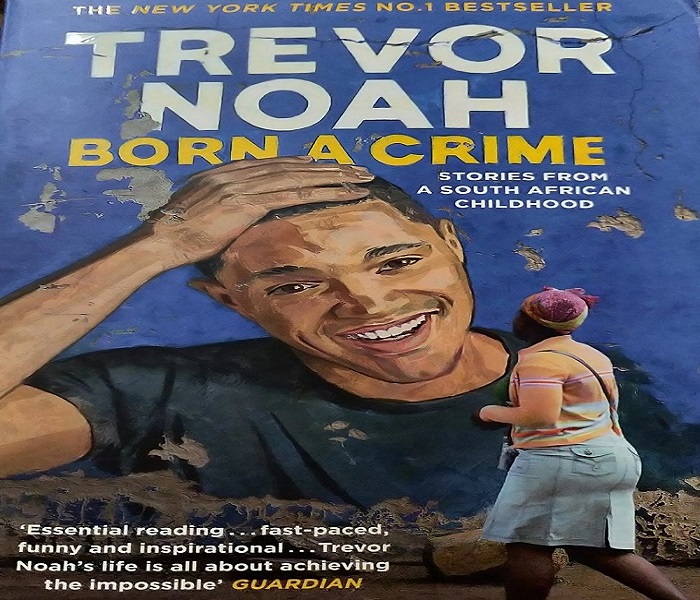 THE NEW YORK TIMES NO.1 BESTSELLER
TREVOR
NOAH
BORN A CRIME
STORIES FROM
A SOUTH AFRICAN
CHILDHOOD
‘Essential reading ... fast-paced,
funny and inspirational ... Trevor
Noah’s life is all about achieving
the impossible’ GUARDIAN